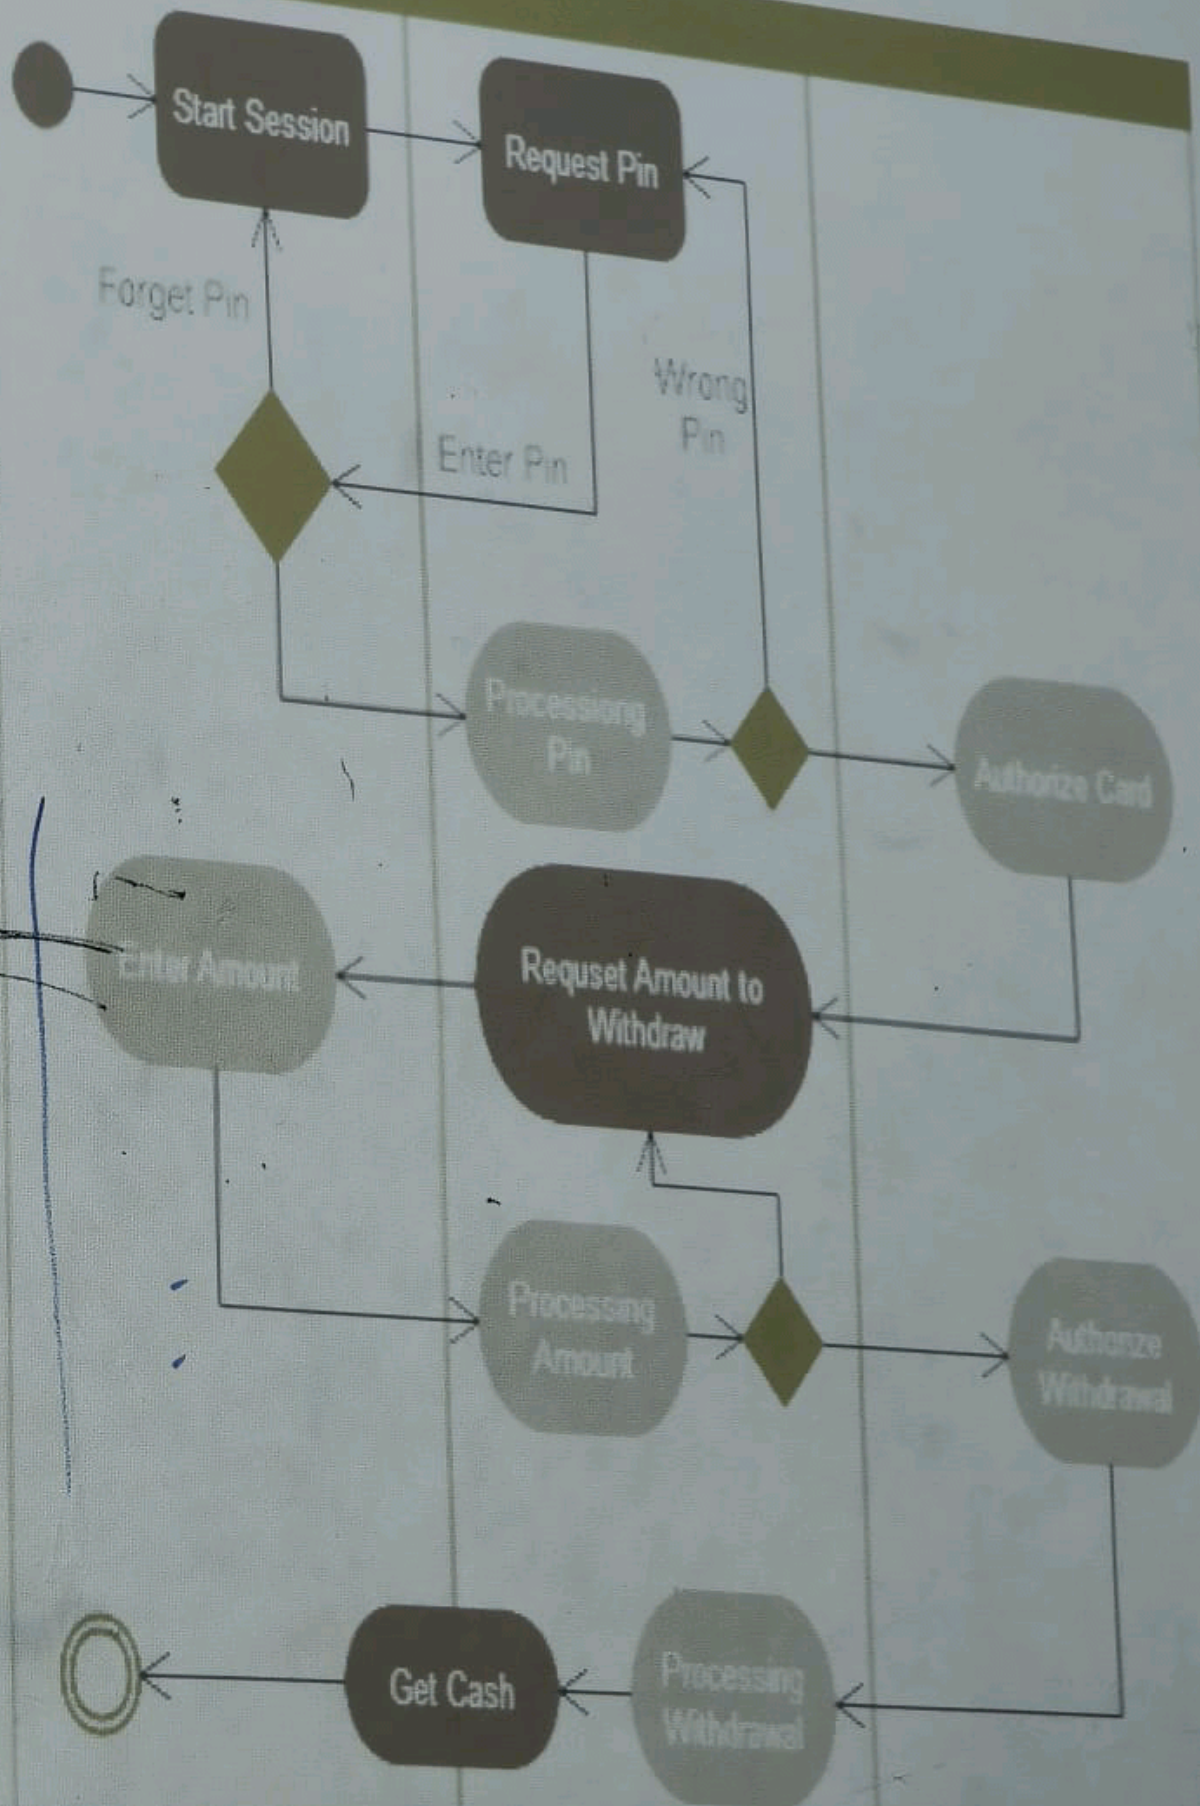 Start Session
Request Pin
Forget Pin
Wrong
Pin
Enter Pin
Processiong
Pin
Authorize Card
Enter Amount
Requset Amount to
Withdraw
Processing
Amount
Authorize
Withdrawal
Get Cash
Processing
Withdrawal